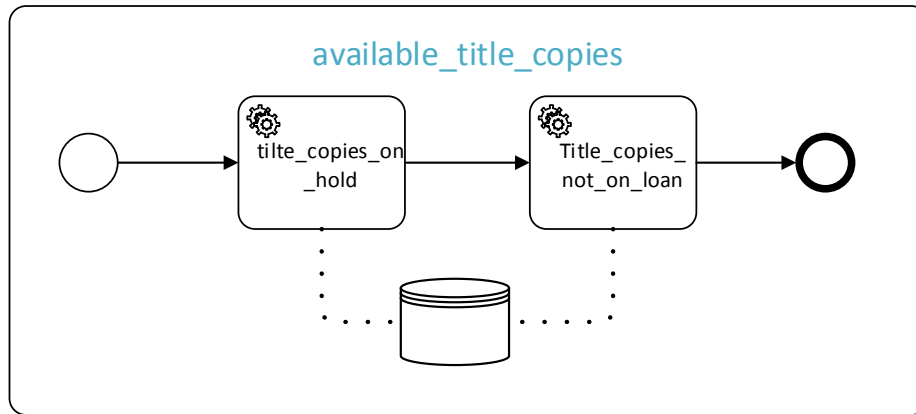 available_title_copies
tilte_copies_on
_hold
Title_copies_
not_on_loan